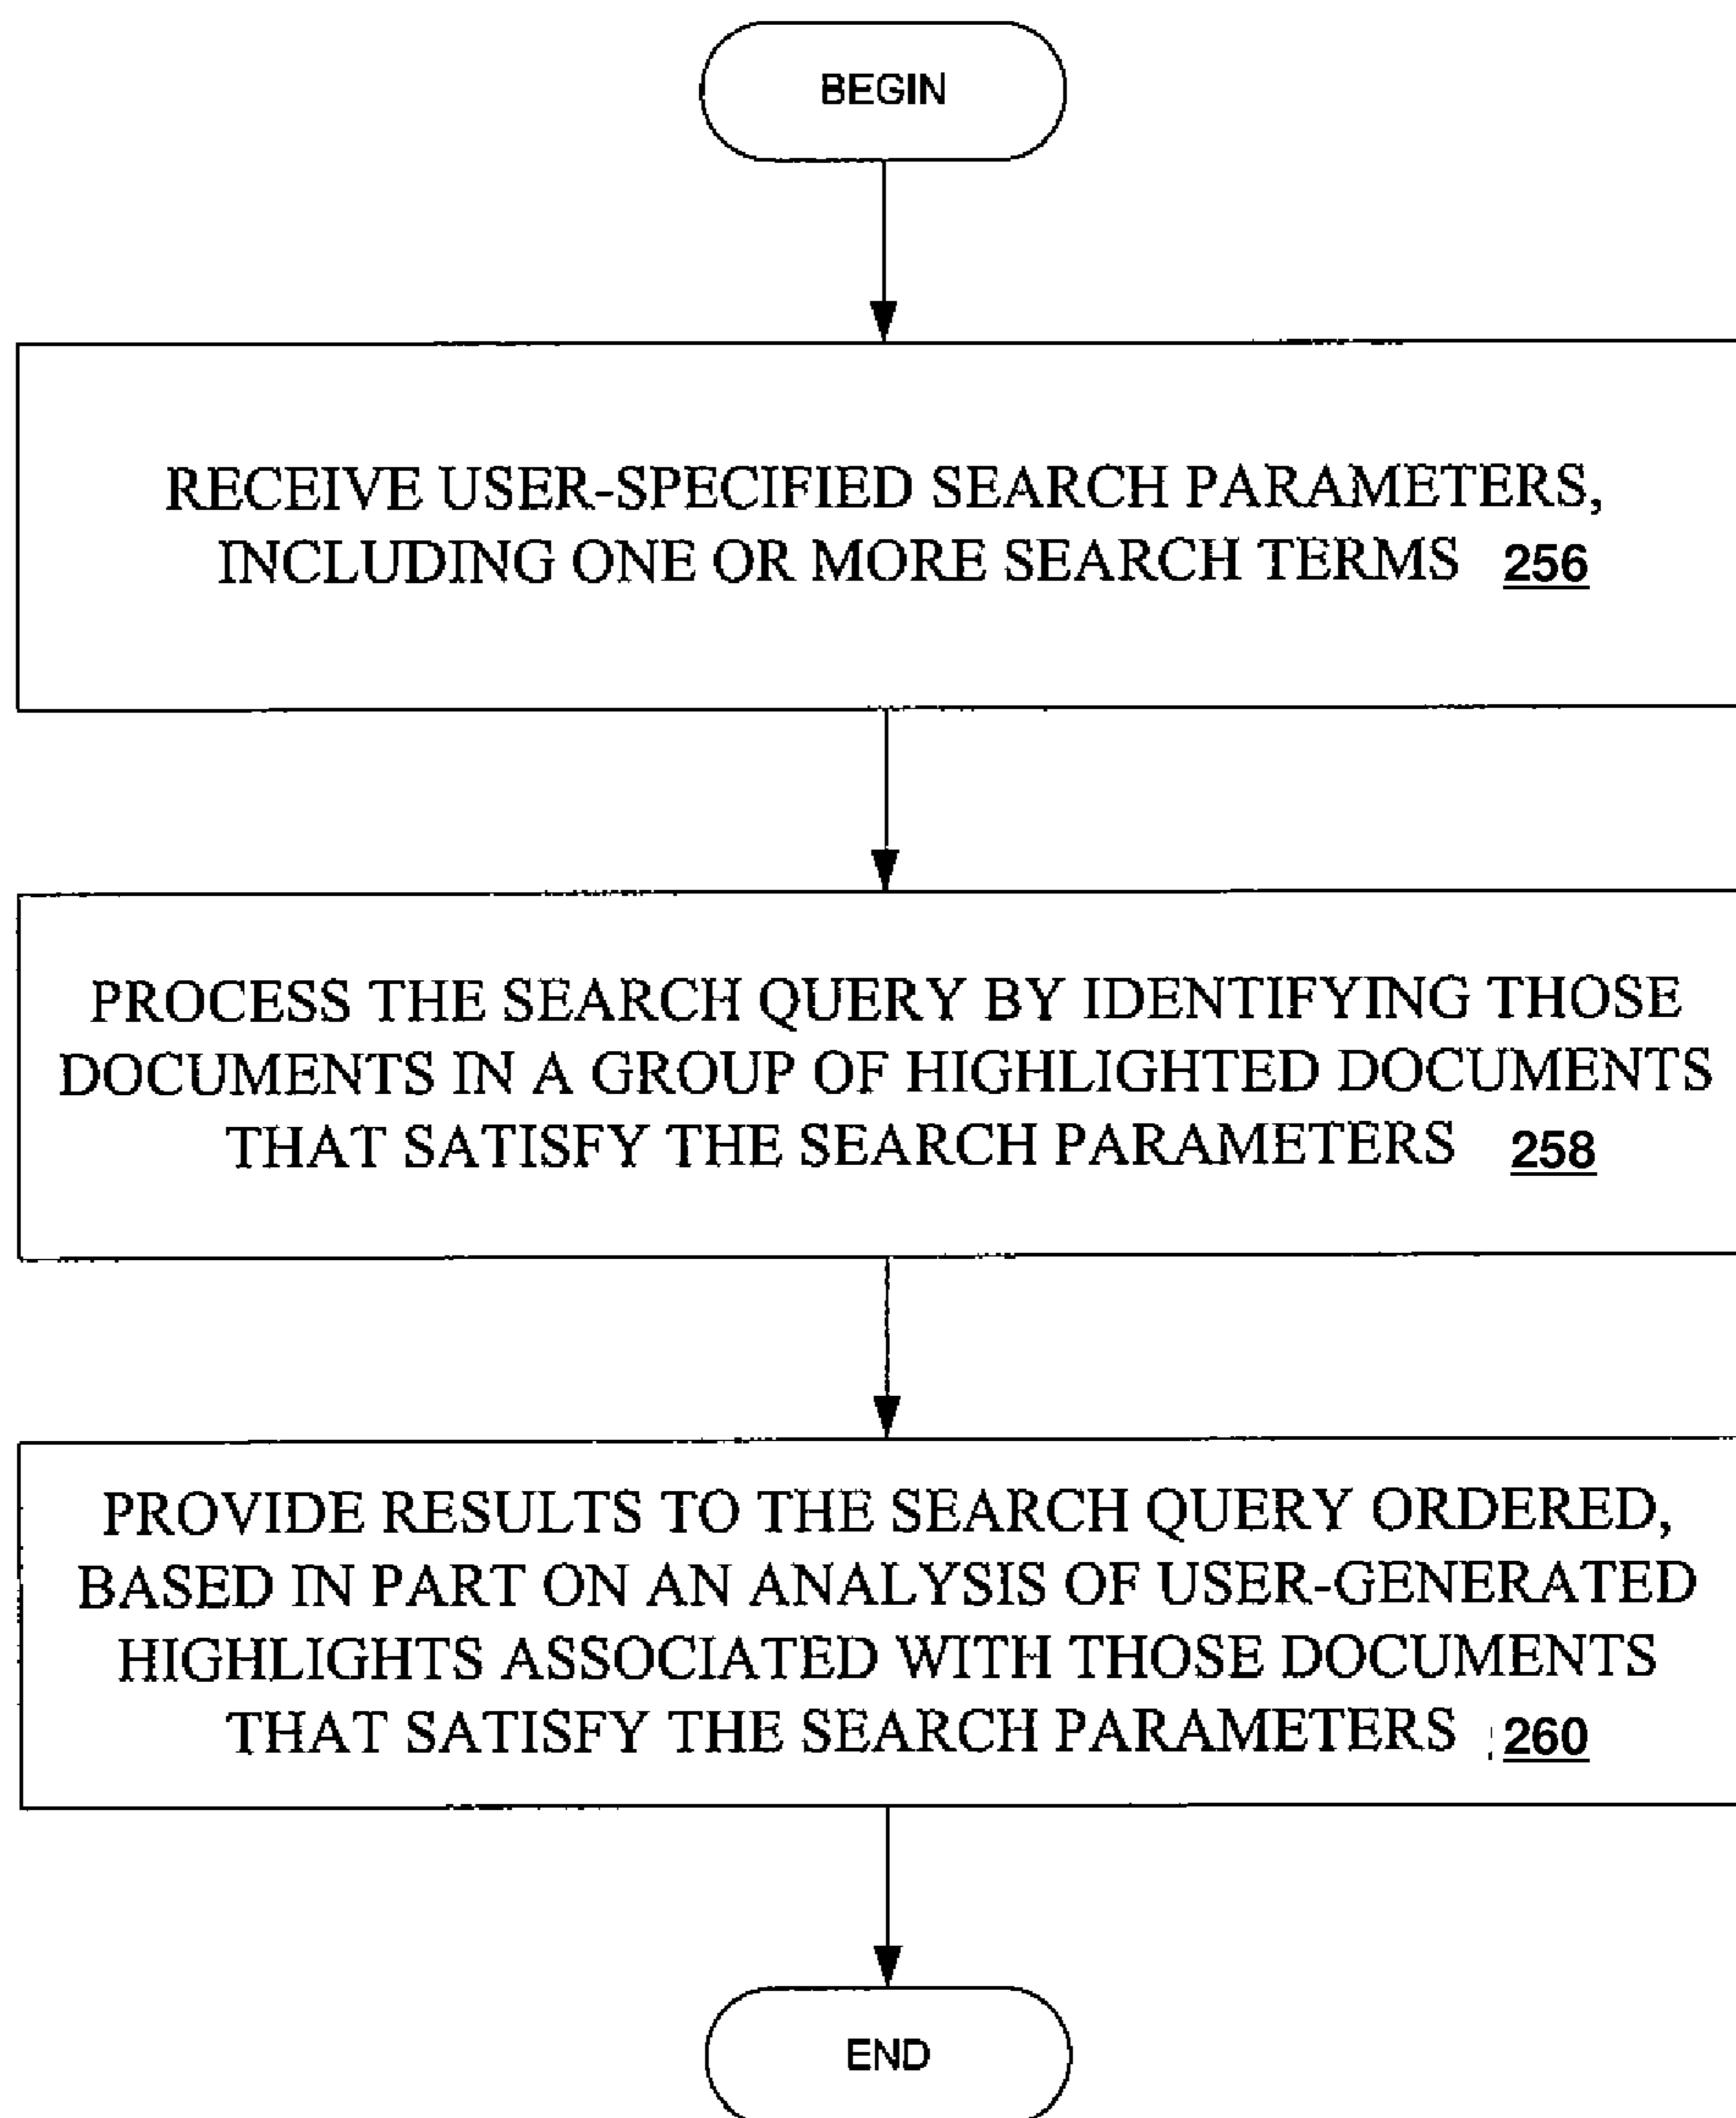 BEGIN
RECEIVE USER-SPECIFIED SEARCH PARAMETERS,
INCLUDING ONE OR MORE SEARCH TERMS 256
PROCESS THE SEARCH QUERY BY IDENTIFYING THOSE
DOCUMENTS IN A GROUP OF HIGHLIGHTED DOCUMENTS
THAT SATISFY THE SEARCH PARAMETERS 258
PROVIDE RESULTS TO THE SEARCH QUERY ORDERED,
BASED IN PART ON AN ANALYSIS OF USER-GENERATED
HIGHLIGHTS ASSOCIATED WITH THOSE DOCUMENTS
THAT SATISFY THE SEARCH PARAMETERS 260
END